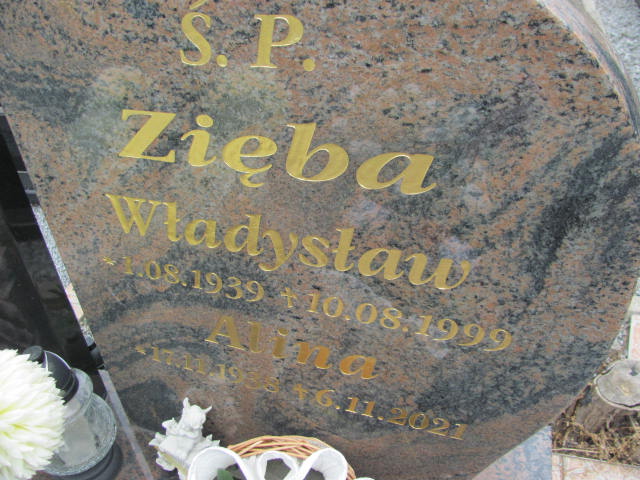 Ś. P.
Zięba
Władysław
*1.08.1939 †10.08.1999
Alina
†6.11.2021